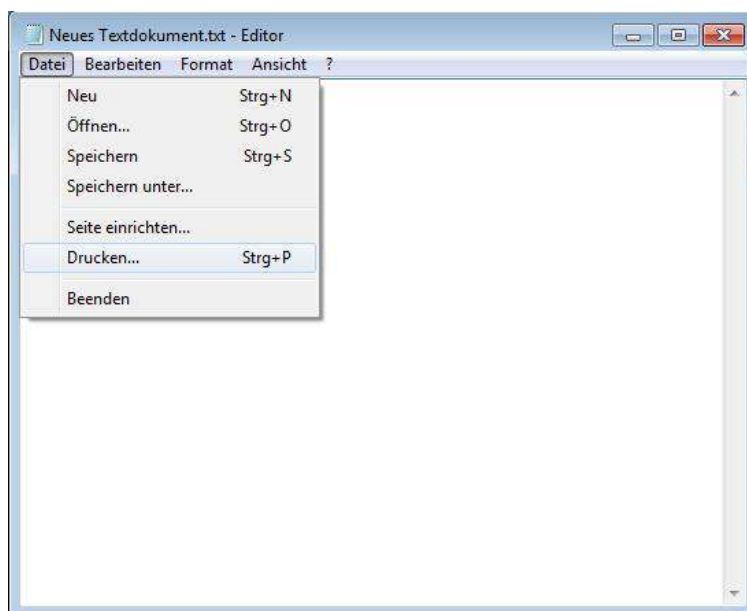 Neues Textdokument.txt - Editor
Datei Bearbeiten Format Ansicht ?
Neu Strg+N
Öffnen... Strg+O
Speichern Strg+S
Speichern unter...
Seite einrichten...
Drucken... Strg+P
Beenden